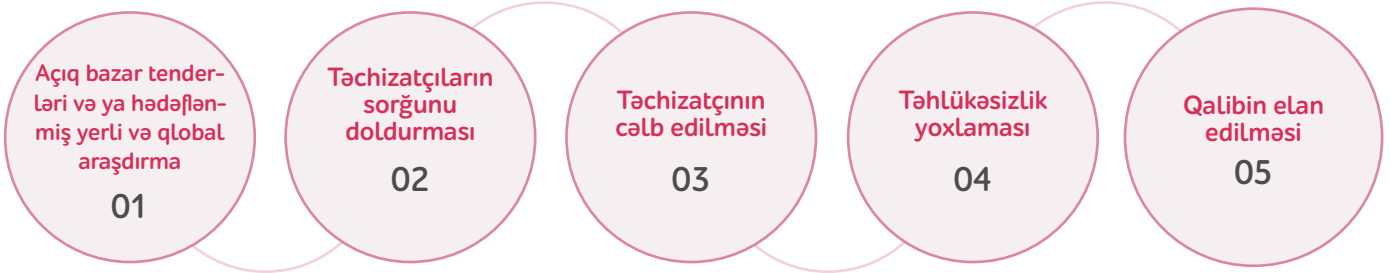 Açıq bazar tender-
ləri və ya hədəflən-
miş yerli və qlobal
araşdırma
01
Təchizatçıların
sorğunu
doldurması
02
Təchizatçının
cəlb edilməsi
03
Təhlükəsizlik
yoxlaması
04
Qalibin elan
edilməsi
05